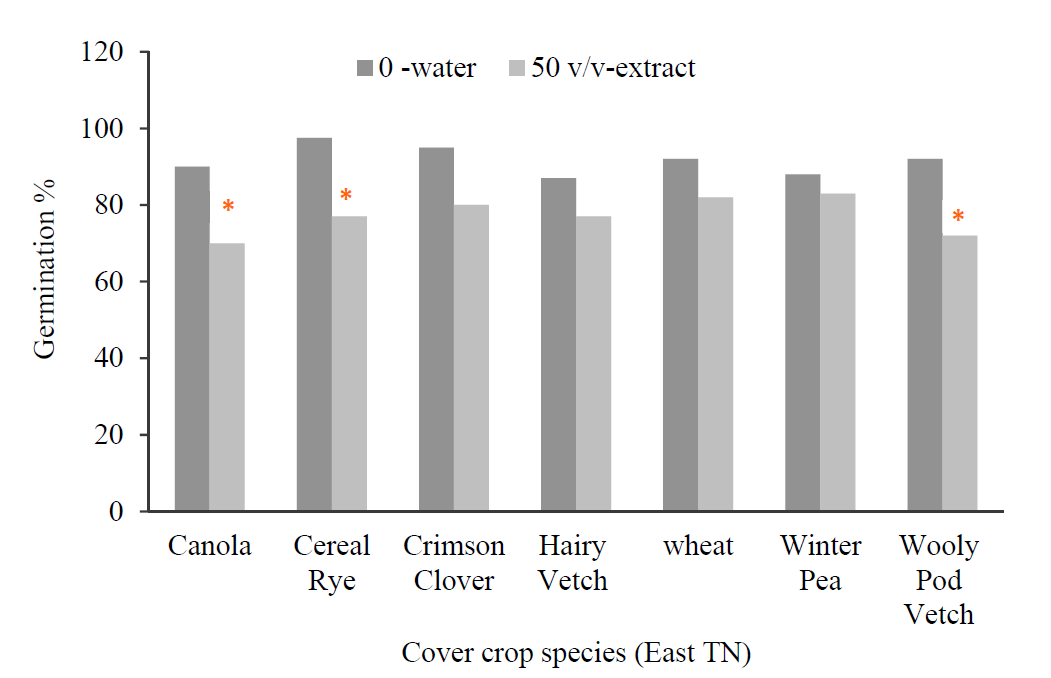 120
100
80
60
40
20
0
Germination %
0 -water
50 v/v-extract
*
*
*
Canola
Cereal
Rye
Crimson
Clover
Hairy
Vetch
wheat
Winter
Pea
Wooly
Pod
Vetch
Cover crop species (East TN)